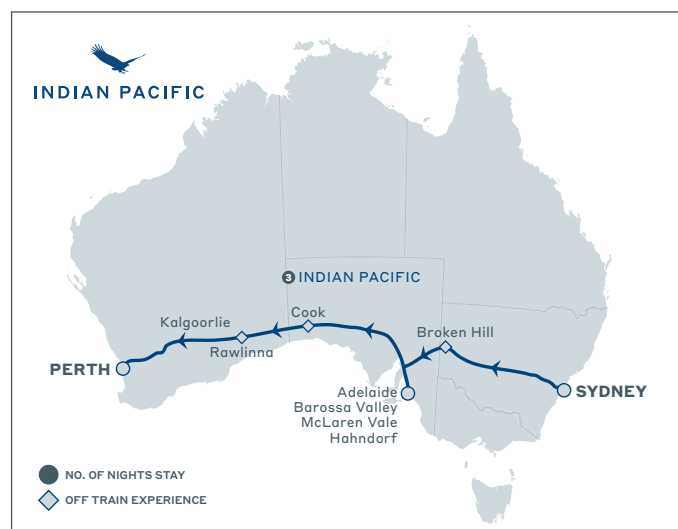 INDIAN PACIFIC
3 INDIAN PACIFIC
Cook
Kalgoorlie
Broken Hill
Rawlinna
PERTH
SYDNEY
Adelaide
Barossa Valley
McLaren Vale
Hahndorf
NO. OF NIGHTS STAY
OFF TRAIN EXPERIENCE